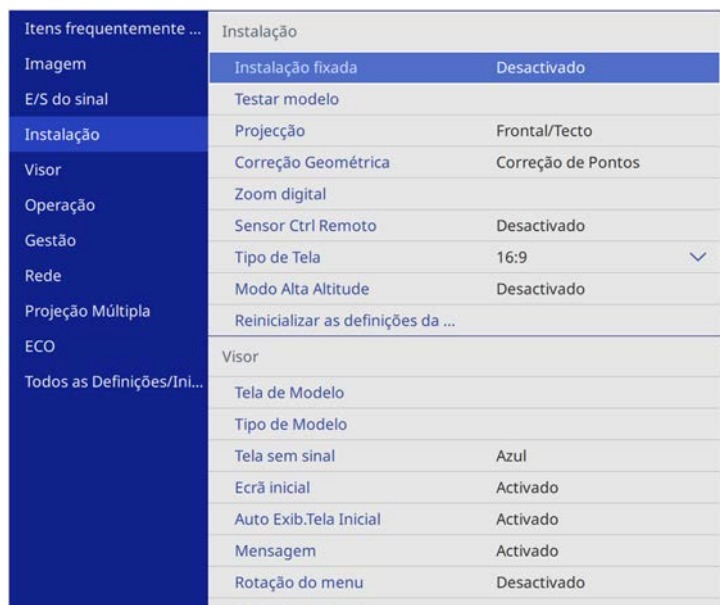 Itens frequentemente ...
Imagem
E/S do sinal
Instalação
Visor
Operação
Gestão
Rede
Projeção Múltipla
ECO
Todos as Definições/Ini...
Instalação
Instalação fixada Desactivado
Testar modelo
Projecção Frontal/Tecto
Correção Geométrica Correção de Pontos
Zoom digital
Sensor Ctrl Remoto Desactivado
Tipo de Tela 16:9
Modo Alta Altitude Desactivado
Reinicializar as definições da ...
Visor
Tela de Modelo
Tipo de Modelo
Tela sem sinal Azul
Ecrã inicial Activado
Auto Exib.Tela Inicial Activado
Mensagem Activado
Rotação do menu Desactivado